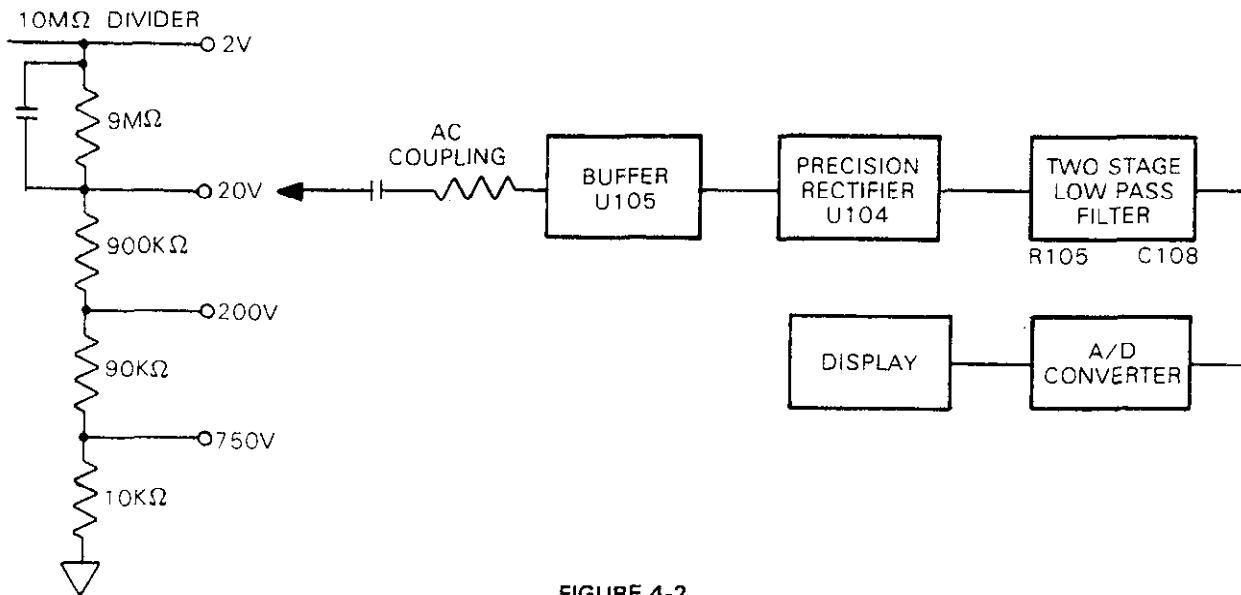 10MΩ DIVIDER
2V
9MΩ
20V
900KΩ
200V
90KΩ
750V
10KΩ
AC
COUPLING
BUFFER
U105
PRECISION
RECTIFIER
U104
TWO STAGE
LOW PASS
FILTER
R105 C108
DISPLAY
A/D
CONVERTER
FIGURE 4-2